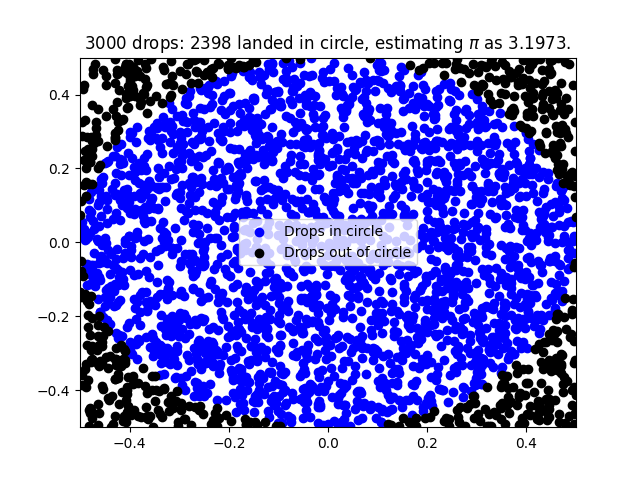 3000 drops: 2398 landed in circle, estimating π as 3.1973.
0.4
0.2
0.0
−0.2
−0.4
Drops in circle
Drops out of circle
−0.4 −0.2 0.0 0.2 0.4